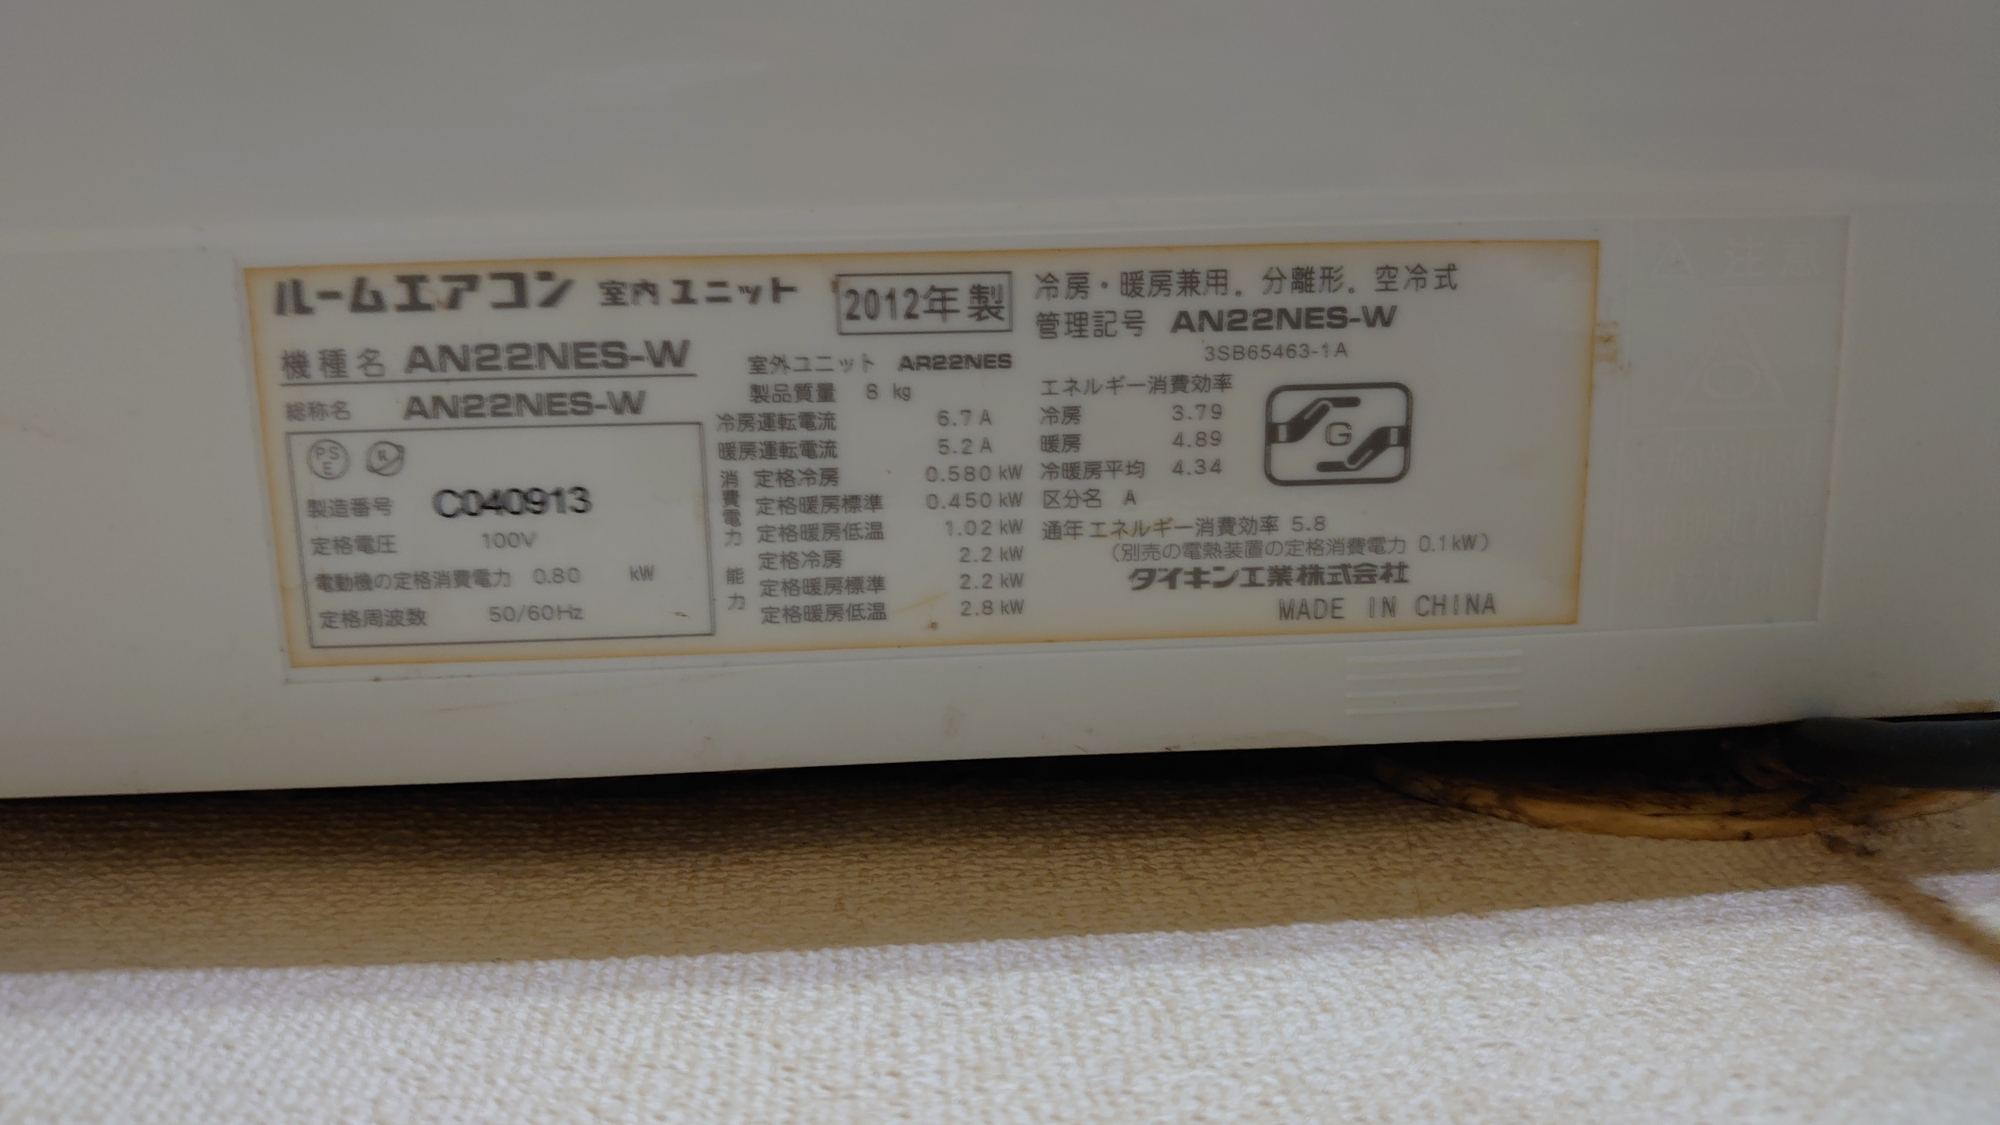 ルームエアコン 室内ユニット 2012年製
機種名 AN22NES-W
総称名 AN22NES-W
PS
E
R
製造番号 C040913
定格電圧 100V
電動機の定格消費電力 0.80 kW
定格周波数 50/60Hz
室外ユニット AR22NES
製品質量 8 kg
冷房運転電流 6.7 A
暖房運転電流 5.2 A
消費電力
定格冷房 0.580 kW
定格暖房標準 0.450 kW
定格暖房低温 1.02 kW
能力
定格冷房 2.2 kW
定格暖房標準 2.2 kW
定格暖房低温 2.8 kW
冷房・暖房兼用. 分離形. 空冷式
管理記号 AN22NES-W
3SB65463-1A
エネルギー消費効率
冷房 3.79
暖房 4.89
冷暖房平均 4.34
G
区分名 A
通年エネルギー消費効率 5.8
(別売の電熱装置の定格消費電力 0.1kW)
ダイキン工業株式会社
MADE IN CHINA